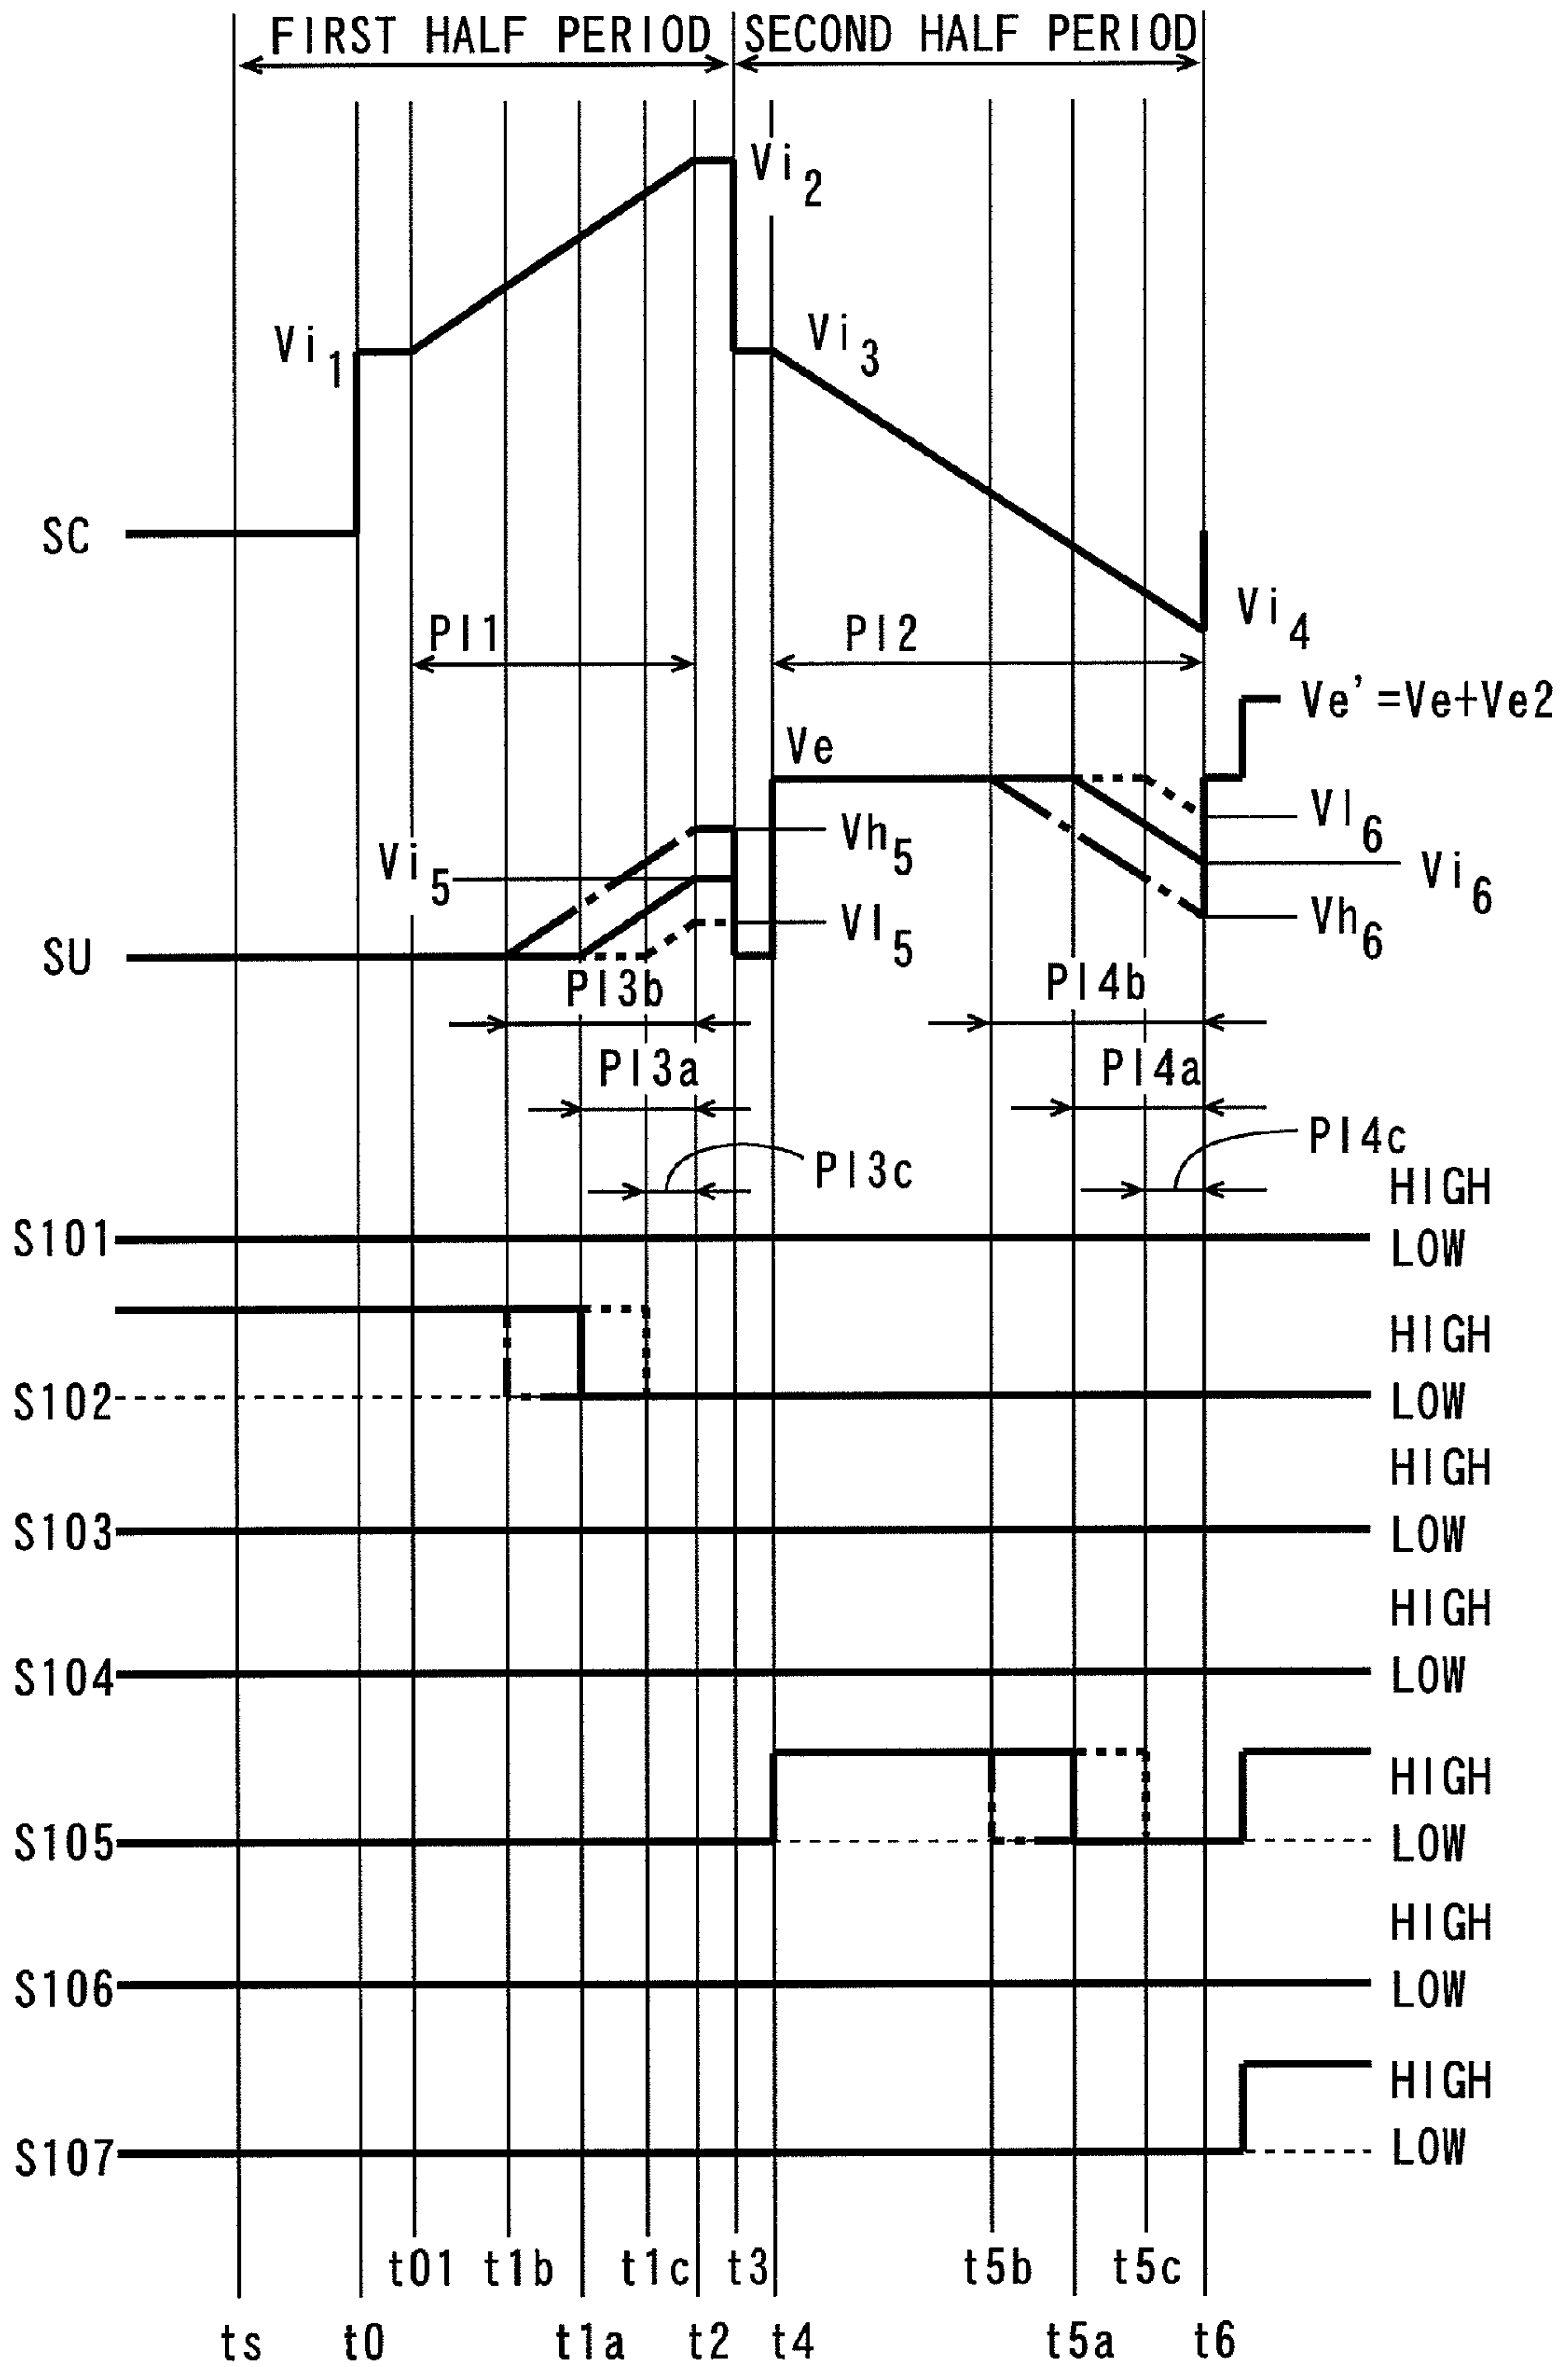 FIRST HALF PERIOD SECOND HALF PERIOD
Vi2
Vi1
Vi3
SC
Vi4
PI1
PI2
Ve'=Ve+Ve2
Ve
Vl6
Vh5
Vi5
Vi6
Vl5
Vh6
SU
PI3b
PI4b
PI3a
PI4a
PI4c
PI3c
HIGH
S101
LOW
HIGH
S102
LOW
HIGH
S103
LOW
HIGH
S104
LOW
HIGH
S105
LOW
HIGH
S106
LOW
HIGH
S107
LOW
t01 t1b t1c t3 t5b t5c
ts t0 t1a t2 t4 t5a t6